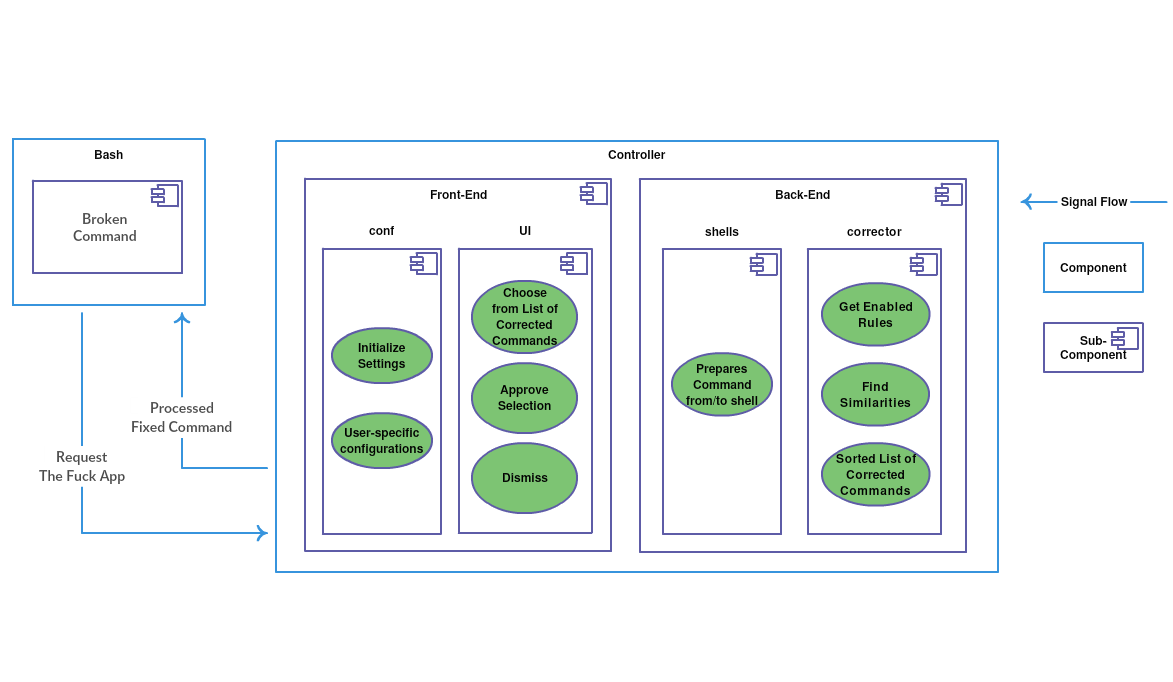 Bash
Broken
Command
Request
The Fuck App
Processed
Fixed Command
Controller
Front-End
conf
Initialize
Settings
User-specific
configurations
UI
Choose
from List of
Corrected
Commands
Approve
Selection
Dismiss
Back-End
shells
Prepares
Command
from/to shell
corrector
Get Enabled
Rules
Find
Similarities
Sorted List of
Corrected
Commands
Signal Flow
Component
Sub-
Component